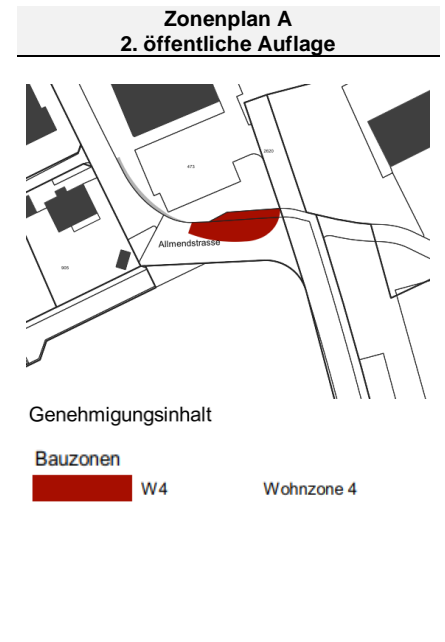 Zonenplan A
2. öffentliche Auflage
2620
473
Allmendstrasse
605
Genehmigungsinhalt
Bauzonen
W4 Wohnzone 4